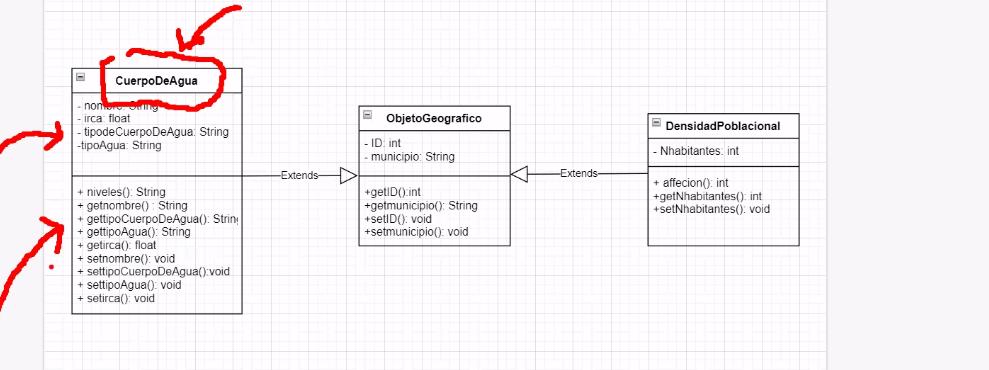 CuerpoDeAgua
- nombre: String
- irca: float
- tipodeCuerpoDeAgua: String
-tipoAgua: String
+ niveles(): String
+ getnombre() : String
+ gettipoCuerpoDeAgua(): String
+ gettipoAgua(): String
+ getirca(): float
+ setnombre(): void
+ settipoCuerpoDeAgua():void
+ settipoAgua(): void
+ setirca(): void
Extends
ObjetoGeografico
- ID: int
- municipio: String
+getID():int
+getmunicipio(): String
+setID(): void
+setmunicipio(): void
Extends
DensidadPoblacional
- Nhabitantes: int
+ affecion(): int
+getNhabitantes(): int
+setNhabitantes(): void